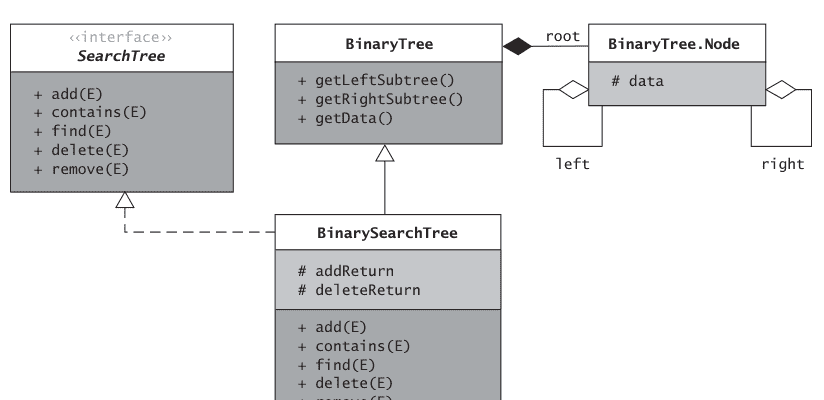 ‹‹interface››
SearchTree
+ add(E)
+ contains(E)
+ find(E)
+ delete(E)
+ remove(E)
BinaryTree
+ getLeftSubtree()
+ getRightSubtree()
+ getData()
root
BinaryTree.Node
# data
left
right
BinarySearchTree
# addReturn
# deleteReturn
+ add(E)
+ contains(E)
+ find(E)
+ delete(E)